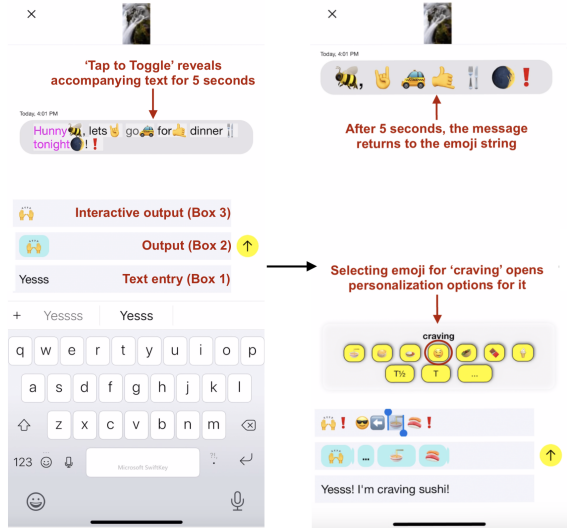 ‘Tap to Toggle’ reveals
accompanying text for 5 seconds
Today, 4:01 PM
Hunny🐝, lets🤘 go🚕 for🤙 dinner🍴
tonight🌒!❗
🙌 Interactive output (Box 3)
🙌 Output (Box 2) ↑
Yesss Text entry (Box 1)
+ Yessss Yesss
q w e r t y u i o p
a s d f g h j k l
z x c v b n m
123 ?!, .
Microsoft SwiftKey
Today, 4:01 PM
🐝, 🤘 🚕 🤙 🍴 🌒❗
After 5 seconds, the message
returns to the emoji string
Selecting emoji for ‘craving’ opens
personalization options for it
craving
T½ T ...
...
Yesss! I'm craving sushi!